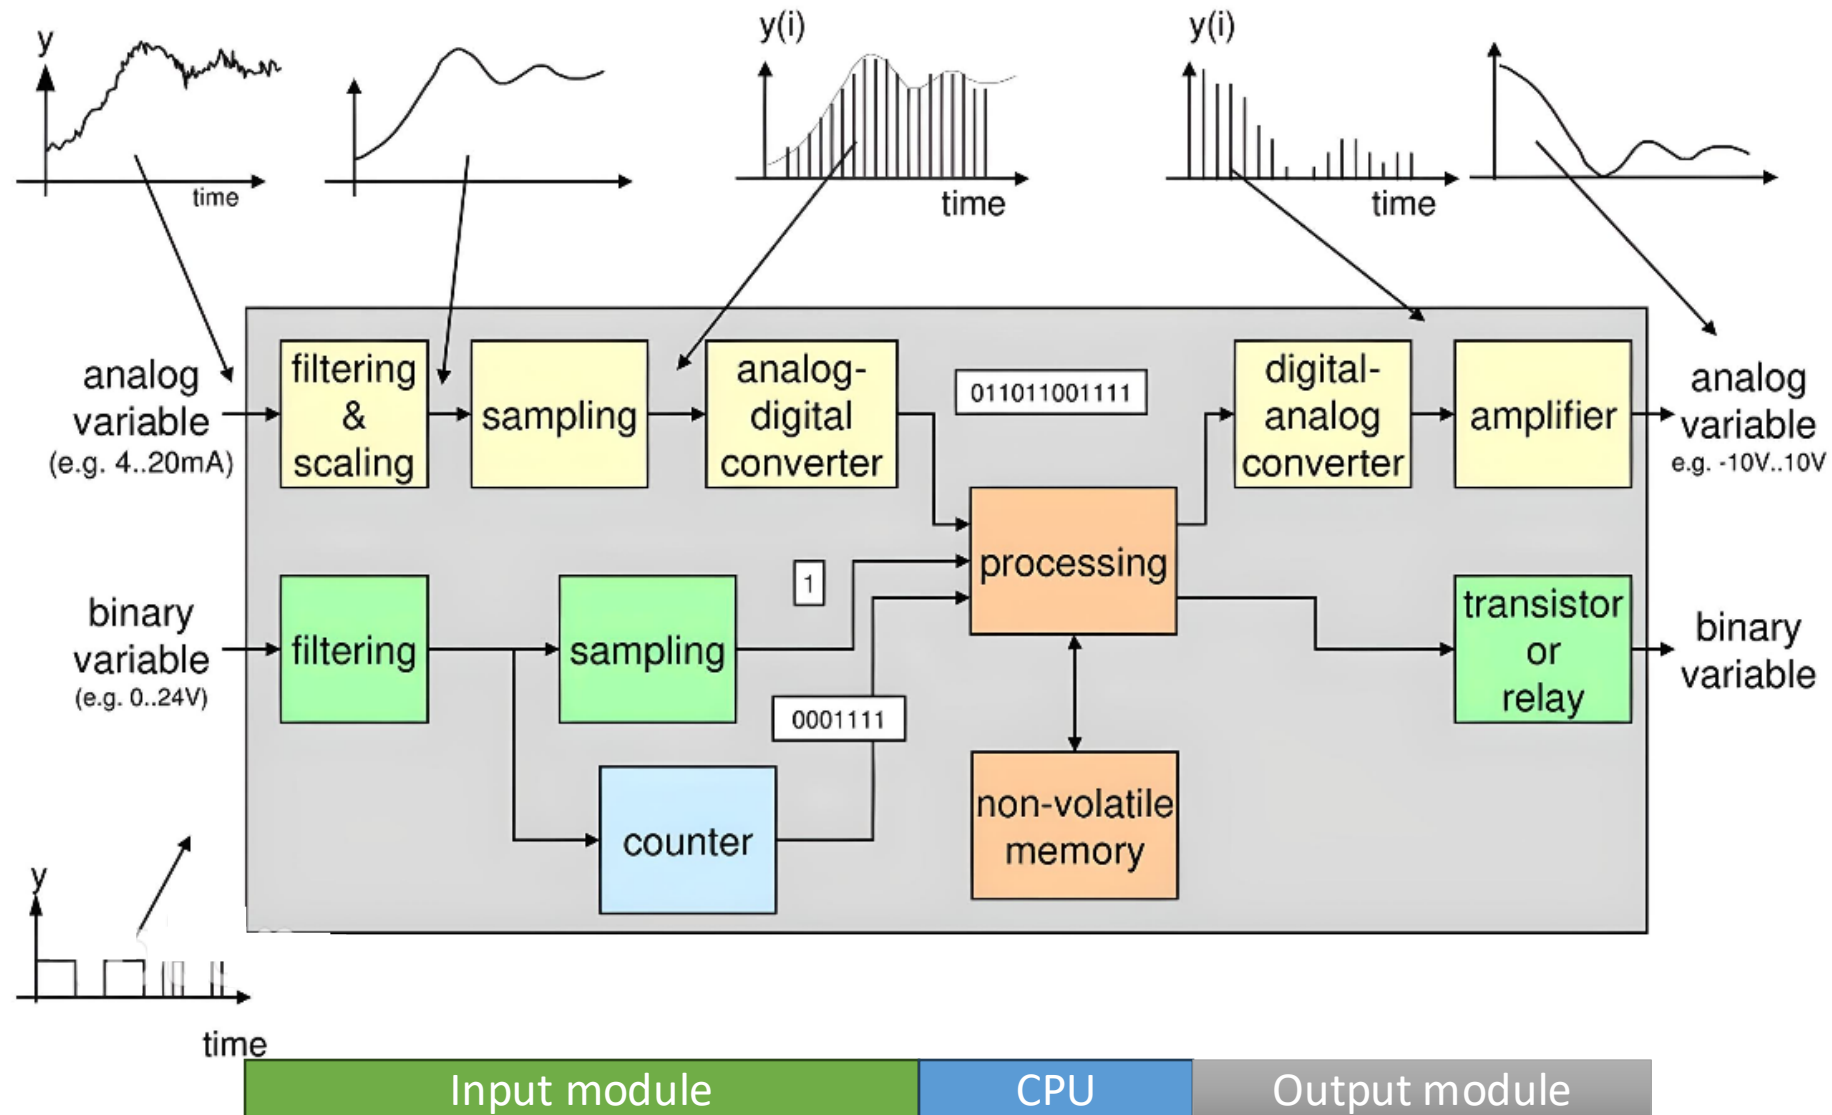 y
time
y(i)
time
y(i)
time
analog
variable
(e.g. 4..20mA)
filtering
&
scaling
sampling
analog-
digital
converter
011011001111
digital-
analog
converter
amplifier
analog
variable
e.g. -10V..10V
processing
1
binary
variable
(e.g. 0..24V)
filtering
sampling
0001111
transistor
or
relay
binary
variable
counter
non-volatile
memory
y
time
Input module
CPU
Output module